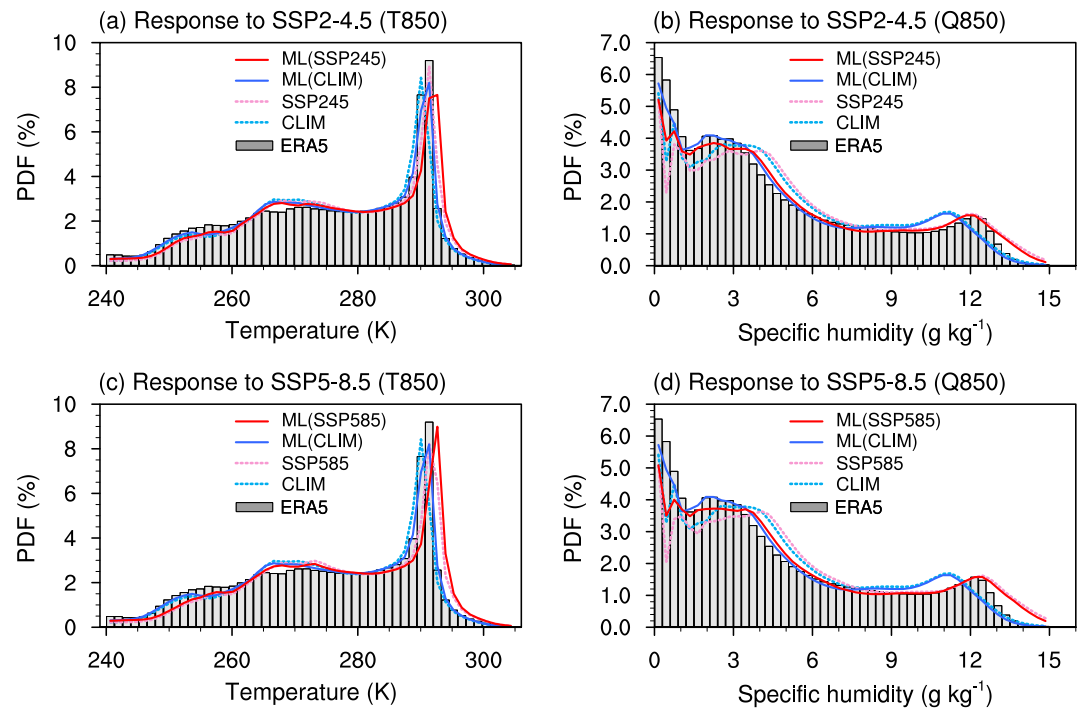 (a) Response to SSP2-4.5 (T850)
10
8
6
4
2
0
PDF (%)
ML(SSP245)
ML(CLIM)
SSP245
CLIM
ERA5
240
260
280
300
Temperature (K)
(b) Response to SSP2-4.5 (Q850)
7.0
6.0
5.0
4.0
3.0
2.0
1.0
0.0
PDF (%)
ML(SSP245)
ML(CLIM)
SSP245
CLIM
ERA5
0
3
6
9
12
15
Specific humidity (g kg⁻¹)
(c) Response to SSP5-8.5 (T850)
10
8
6
4
2
0
PDF (%)
ML(SSP585)
ML(CLIM)
SSP585
CLIM
ERA5
240
260
280
300
Temperature (K)
(d) Response to SSP5-8.5 (Q850)
7.0
6.0
5.0
4.0
3.0
2.0
1.0
0.0
PDF (%)
ML(SSP585)
ML(CLIM)
SSP585
CLIM
ERA5
0
3
6
9
12
15
Specific humidity (g kg⁻¹)